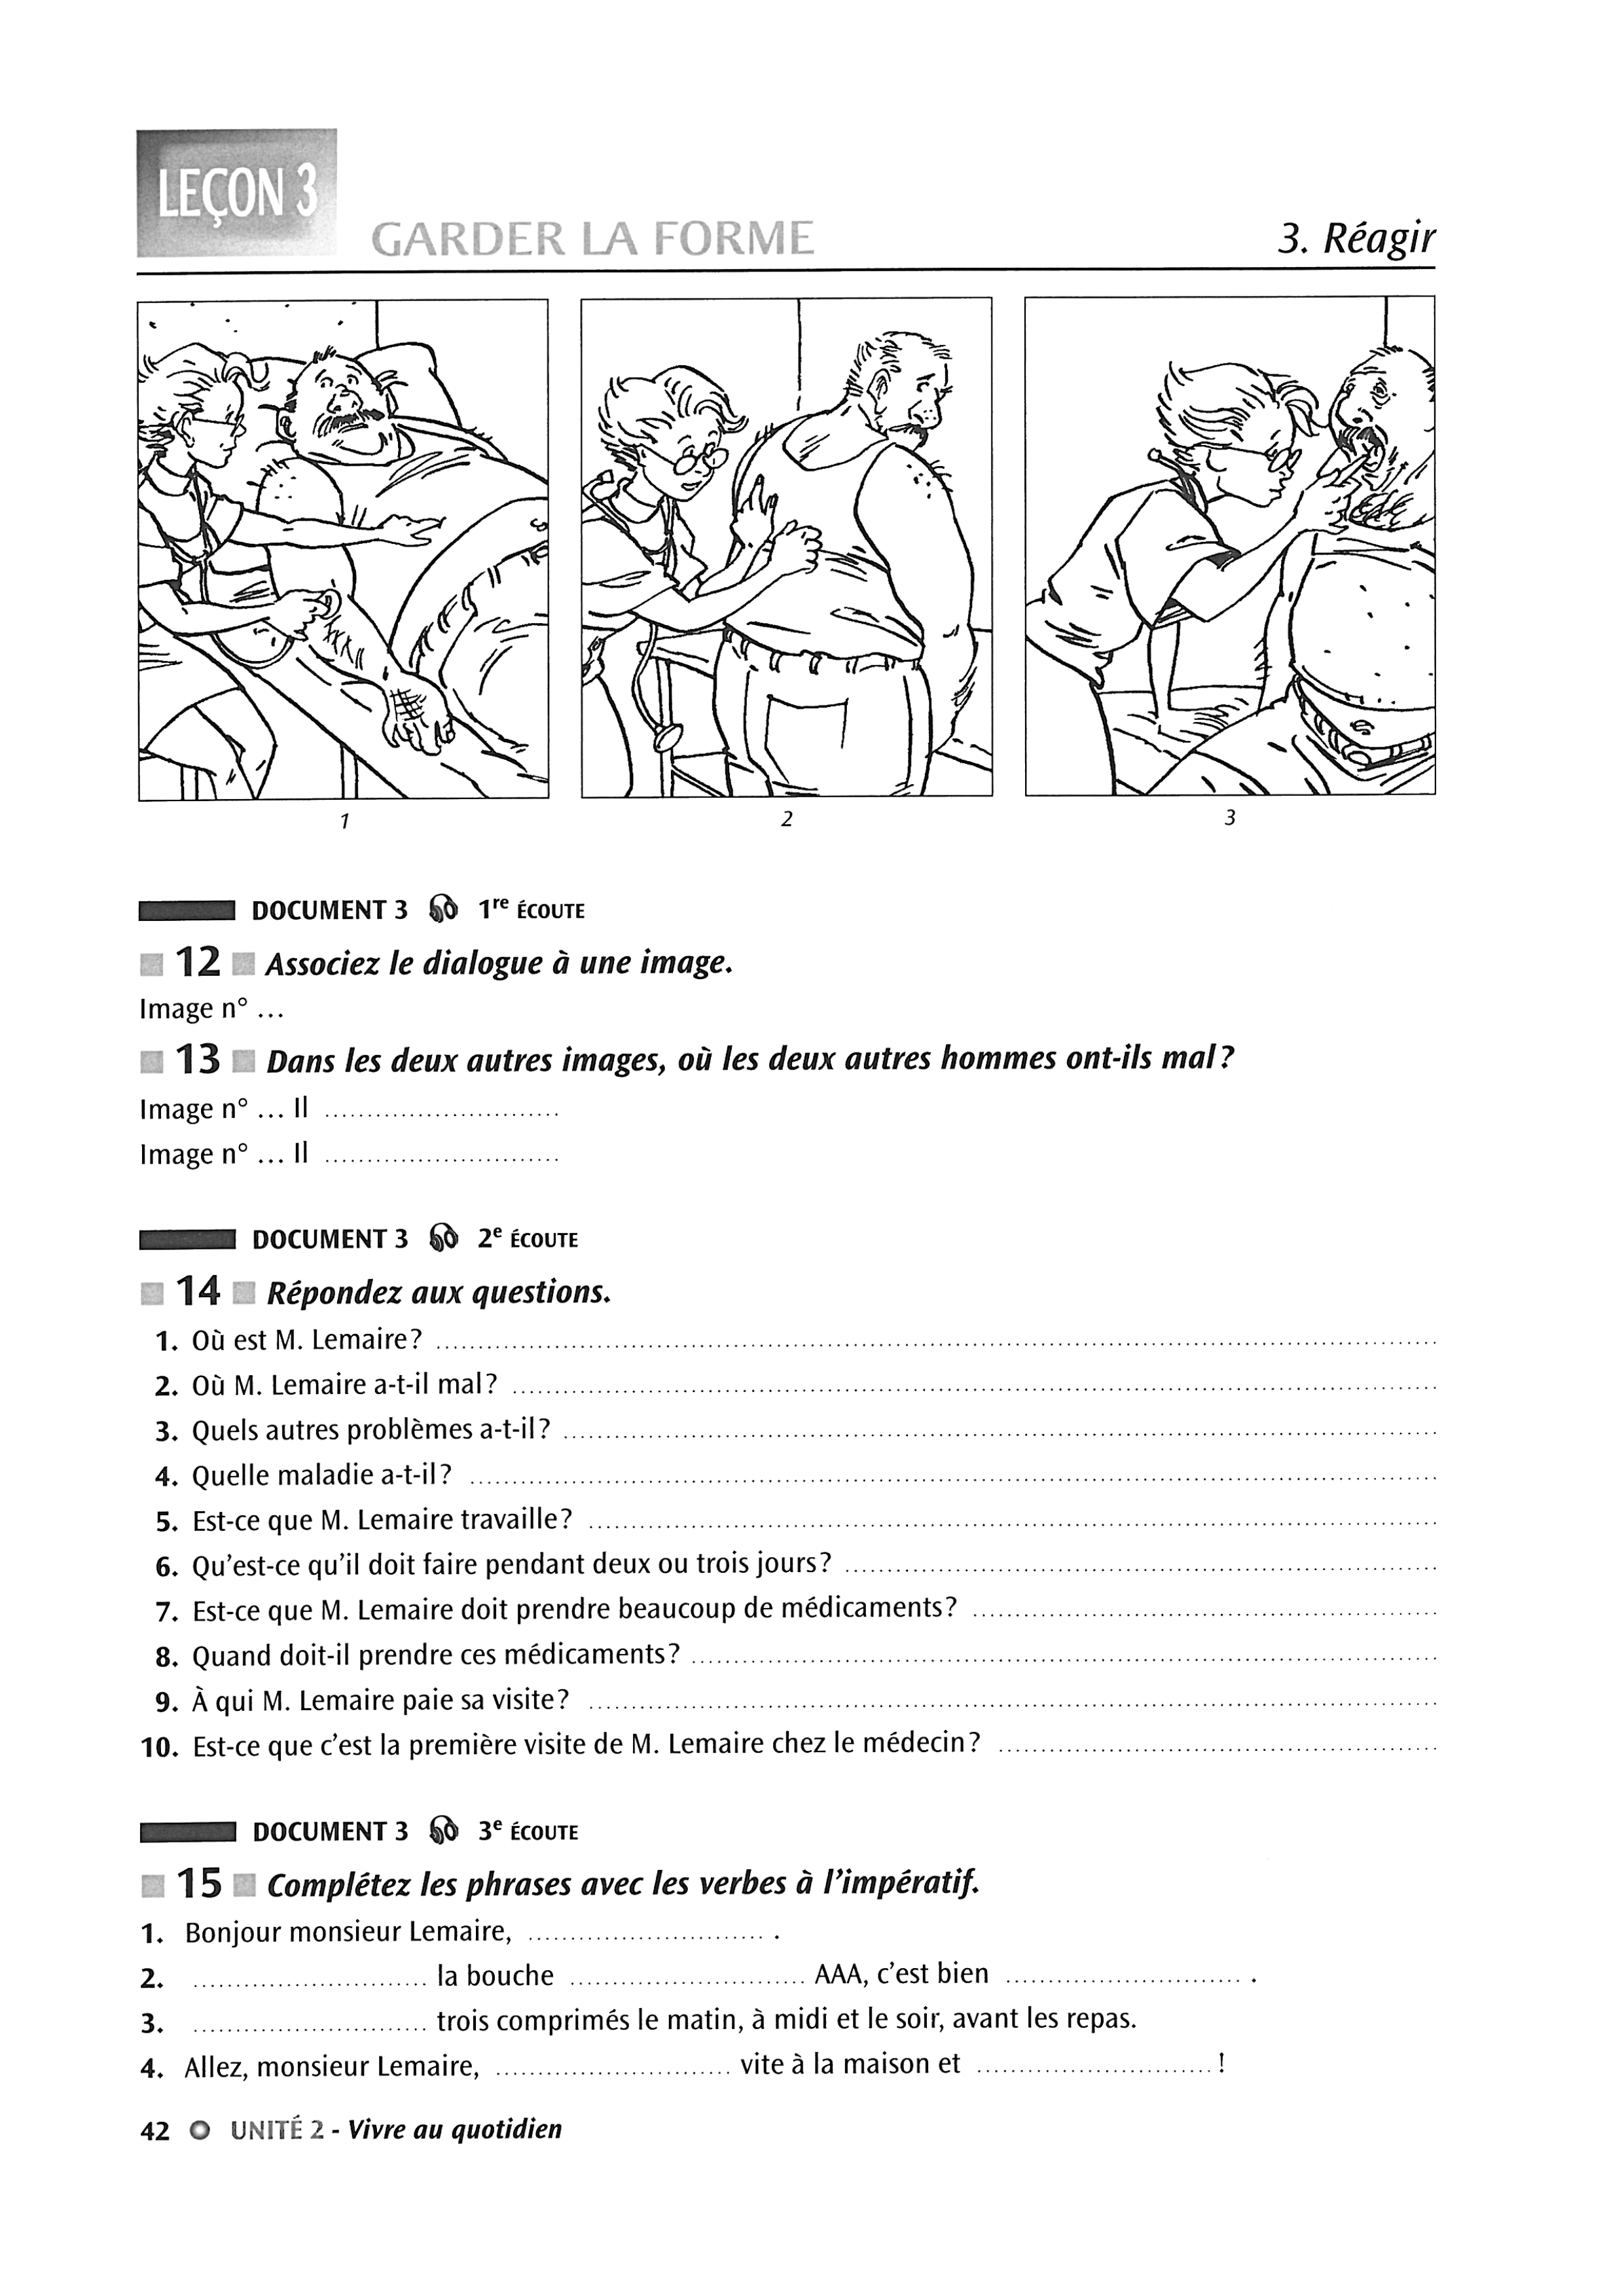 LEÇON 3
GARDER LA FORME
3. Réagir
1
2
3
DOCUMENT 3 1re ÉCOUTE
12 Associez le dialogue à une image.
Image n° ...
13 Dans les deux autres images, où les deux autres hommes ont-ils mal ?
Image n° ... Il ............................
Image n° ... Il ............................
DOCUMENT 3 2e ÉCOUTE
14 Répondez aux questions.
1. Où est M. Lemaire ? ............................
2. Où M. Lemaire a-t-il mal ? ............................
3. Quels autres problèmes a-t-il ? ............................
4. Quelle maladie a-t-il ? ............................
5. Est-ce que M. Lemaire travaille ? ............................
6. Qu'est-ce qu'il doit faire pendant deux ou trois jours ? ............................
7. Est-ce que M. Lemaire doit prendre beaucoup de médicaments ? ............................
8. Quand doit-il prendre ces médicaments ? ............................
9. À qui M. Lemaire paie sa visite ? ............................
10. Est-ce que c'est la première visite de M. Lemaire chez le médecin ? ............................
DOCUMENT 3 3e ÉCOUTE
15 Complétez les phrases avec les verbes à l'impératif.
1. Bonjour monsieur Lemaire, ............................ .
2. ............................ la bouche ............................ AAA, c'est bien ............................ .
3. ............................ trois comprimés le matin, à midi et le soir, avant les repas.
4. Allez, monsieur Lemaire, ............................ vite à la maison et ............................ !
42 UNITÉ 2 - Vivre au quotidien